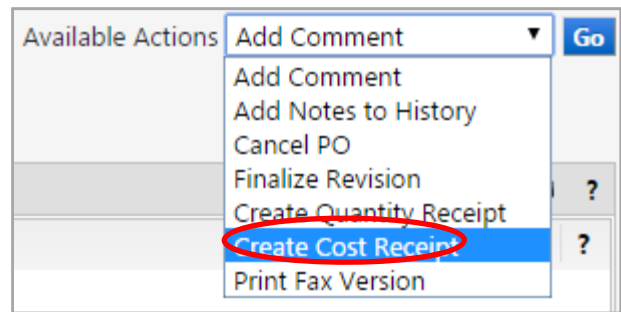 Available Actions Add Comment ▼ Go
Add Comment
Add Notes to History
Cancel PO
Finalize Revision
?
Create Quantity Receipt
Create Cost Receipt
?
Print Fax Version